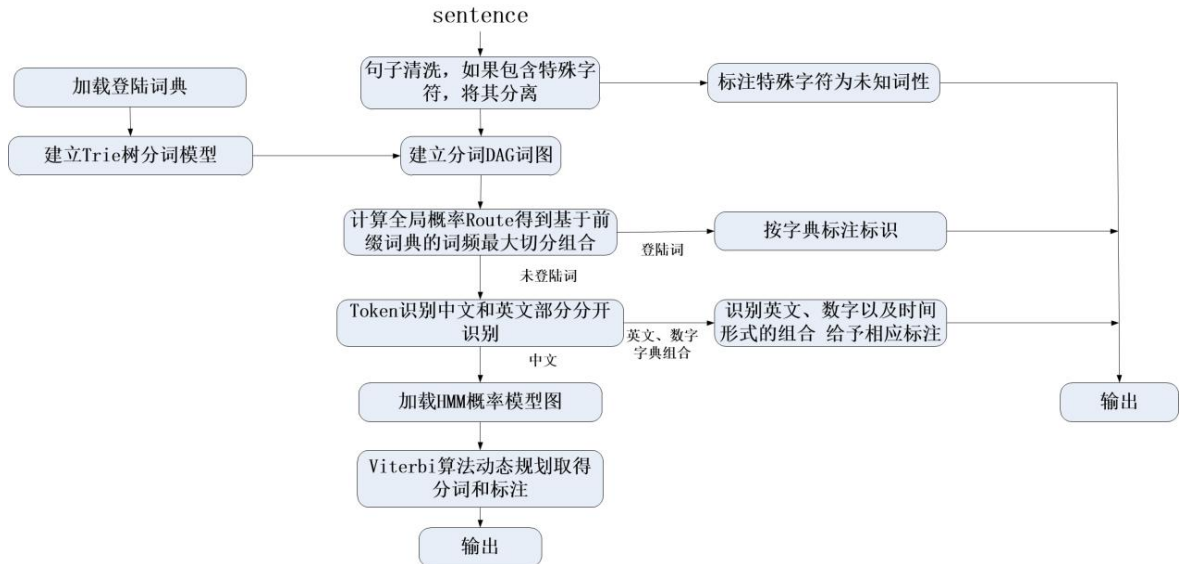 sentence
句子清洗，如果包含特殊字
符，将其分离
标注特殊字符为未知词性
加载登陆词典
建立Trie树分词模型
建立分词DAG词图
计算全局概率Route得到基于前
缀词典的词频最大切分组合
登陆词
按字典标注标识
未登陆词
Token识别中文和英文部分分开
识别
英文、数字
字典组合
识别英文、数字以及时间
形式的组合 给予相应标注
中文
加载HMM概率模型图
输出
Viterbi算法动态规划取得
分词和标注
输出